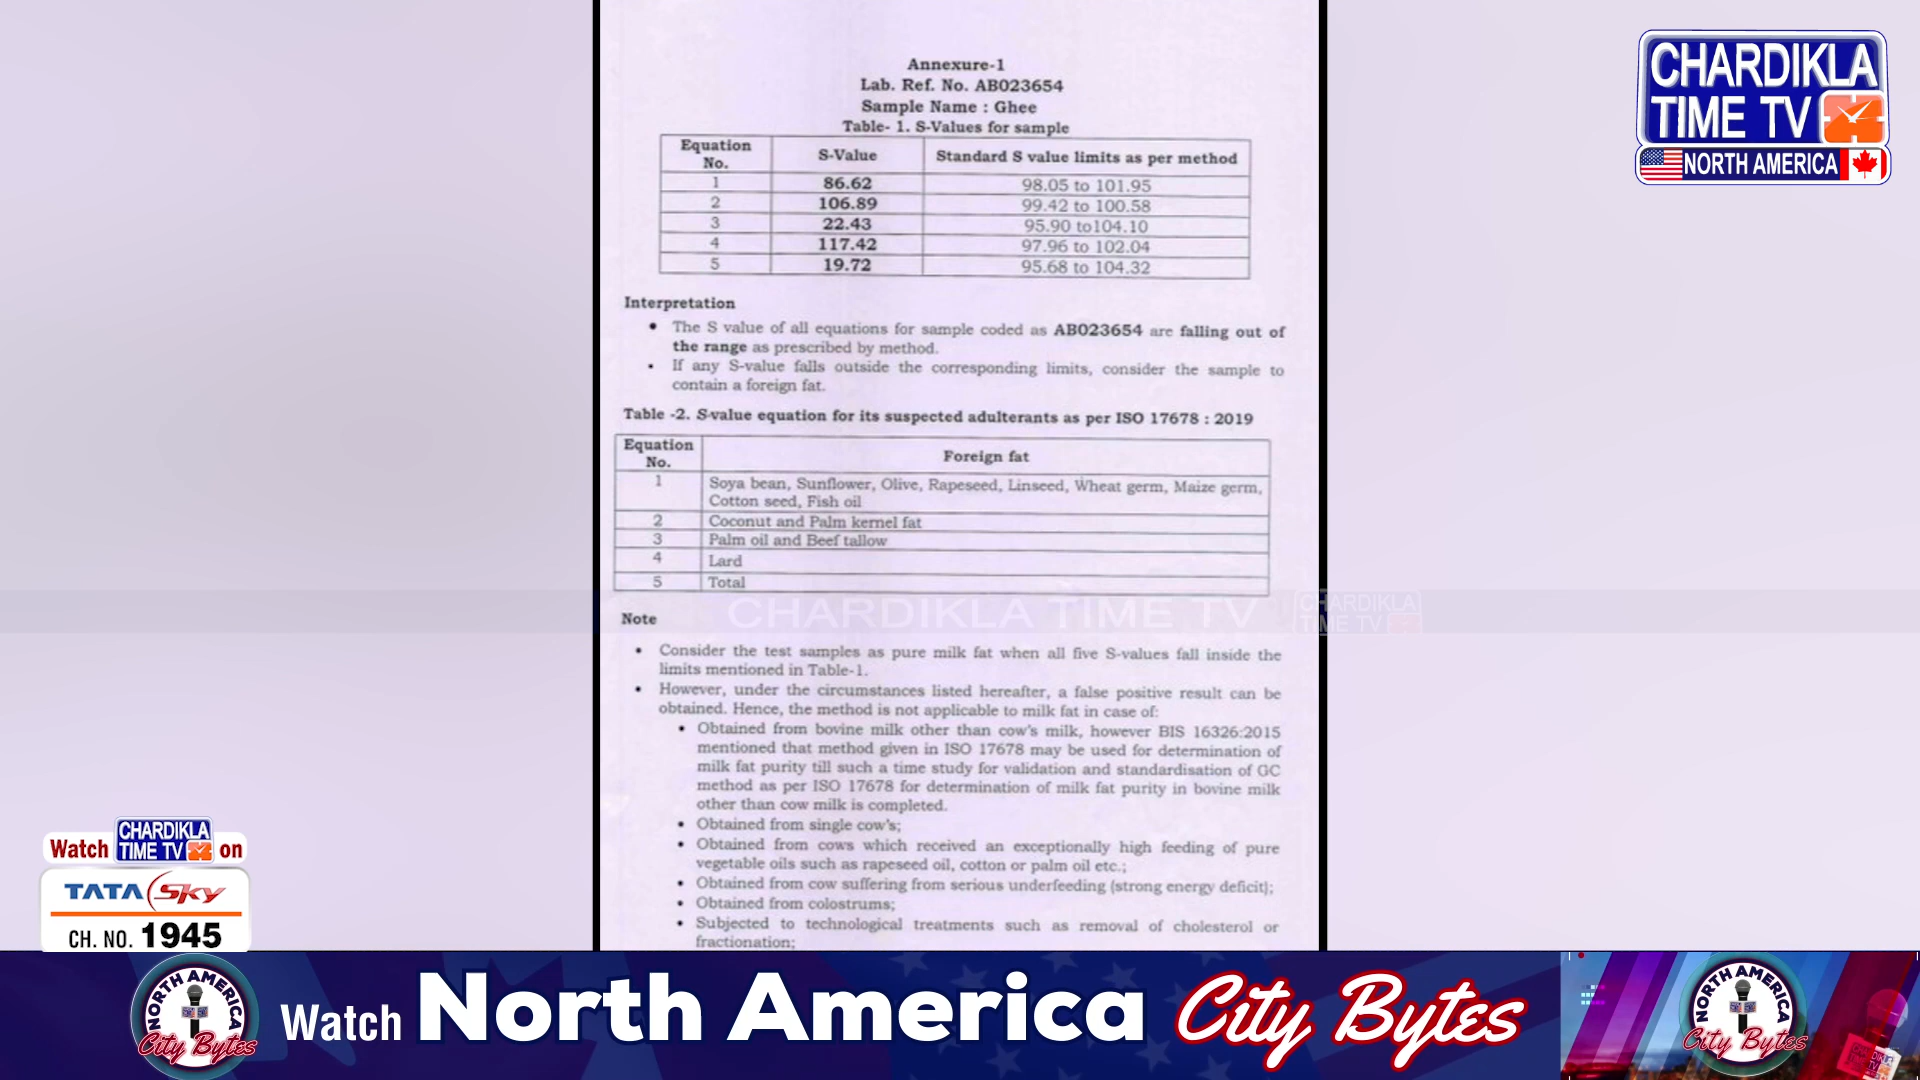 Annexure-1
Lab. Ref. No. AB023654
Sample Name : Ghee
Table- 1. S-Values for sample
Equation No. S-Value Standard S value limits as per method
1 86.62 98.05 to 101.95
2 106.89 99.42 to 100.58
3 22.43 95.90 to104.10
4 117.42 97.96 to 102.04
5 19.72 95.68 to 104.32
Interpretation
• The S value of all equations for sample coded as AB023654 are falling out of
the range as prescribed by method.
• If any S-value falls outside the corresponding limits, consider the sample to
contain a foreign fat.
Table -2. S-value equation for its suspected adulterants as per ISO 17678 : 2019
Equation No. Foreign fat
1 Soya bean, Sunflower, Olive, Rapeseed, Linseed, Wheat germ, Maize germ,
Cotton seed, Fish oil
2 Coconut and Palm kernel fat
3 Palm oil and Beef tallow
4 Lard
5 Total
CHARDIKLA TIME TV
CHARDIKLA
TIME TV
Note
• Consider the test samples as pure milk fat when all five S-values fall inside the
limits mentioned in Table-1.
• However, under the circumstances listed hereafter, a false positive result can be
obtained. Hence, the method is not applicable to milk fat in case of:
• Obtained from bovine milk other than cow's milk, however BIS 16326:2015
mentioned that method given in ISO 17678 may be used for determination of
milk fat purity till such a time study for validation and standardisation of GC
method as per ISO 17678 for determination of milk fat purity in bovine milk
other than cow milk is completed.
• Obtained from single cow's;
• Obtained from cows which received an exceptionally high feeding of pure
vegetable oils such as rapeseed oil, cotton or palm oil etc.;
• Obtained from cow suffering from serious underfeeding (strong energy deficit);
• Obtained from colostrums;
• Subjected to technological treatments such as removal of cholesterol or
fractionation;
CHARDIKLA
TIME TV
NORTH AMERICA
Watch CHARDIKLA TIME TV on
TATA Sky
CH. NO. 1945
NORTH AMERICA
City Bytes
Watch North America City Bytes
NORTH AMERICA
City Bytes